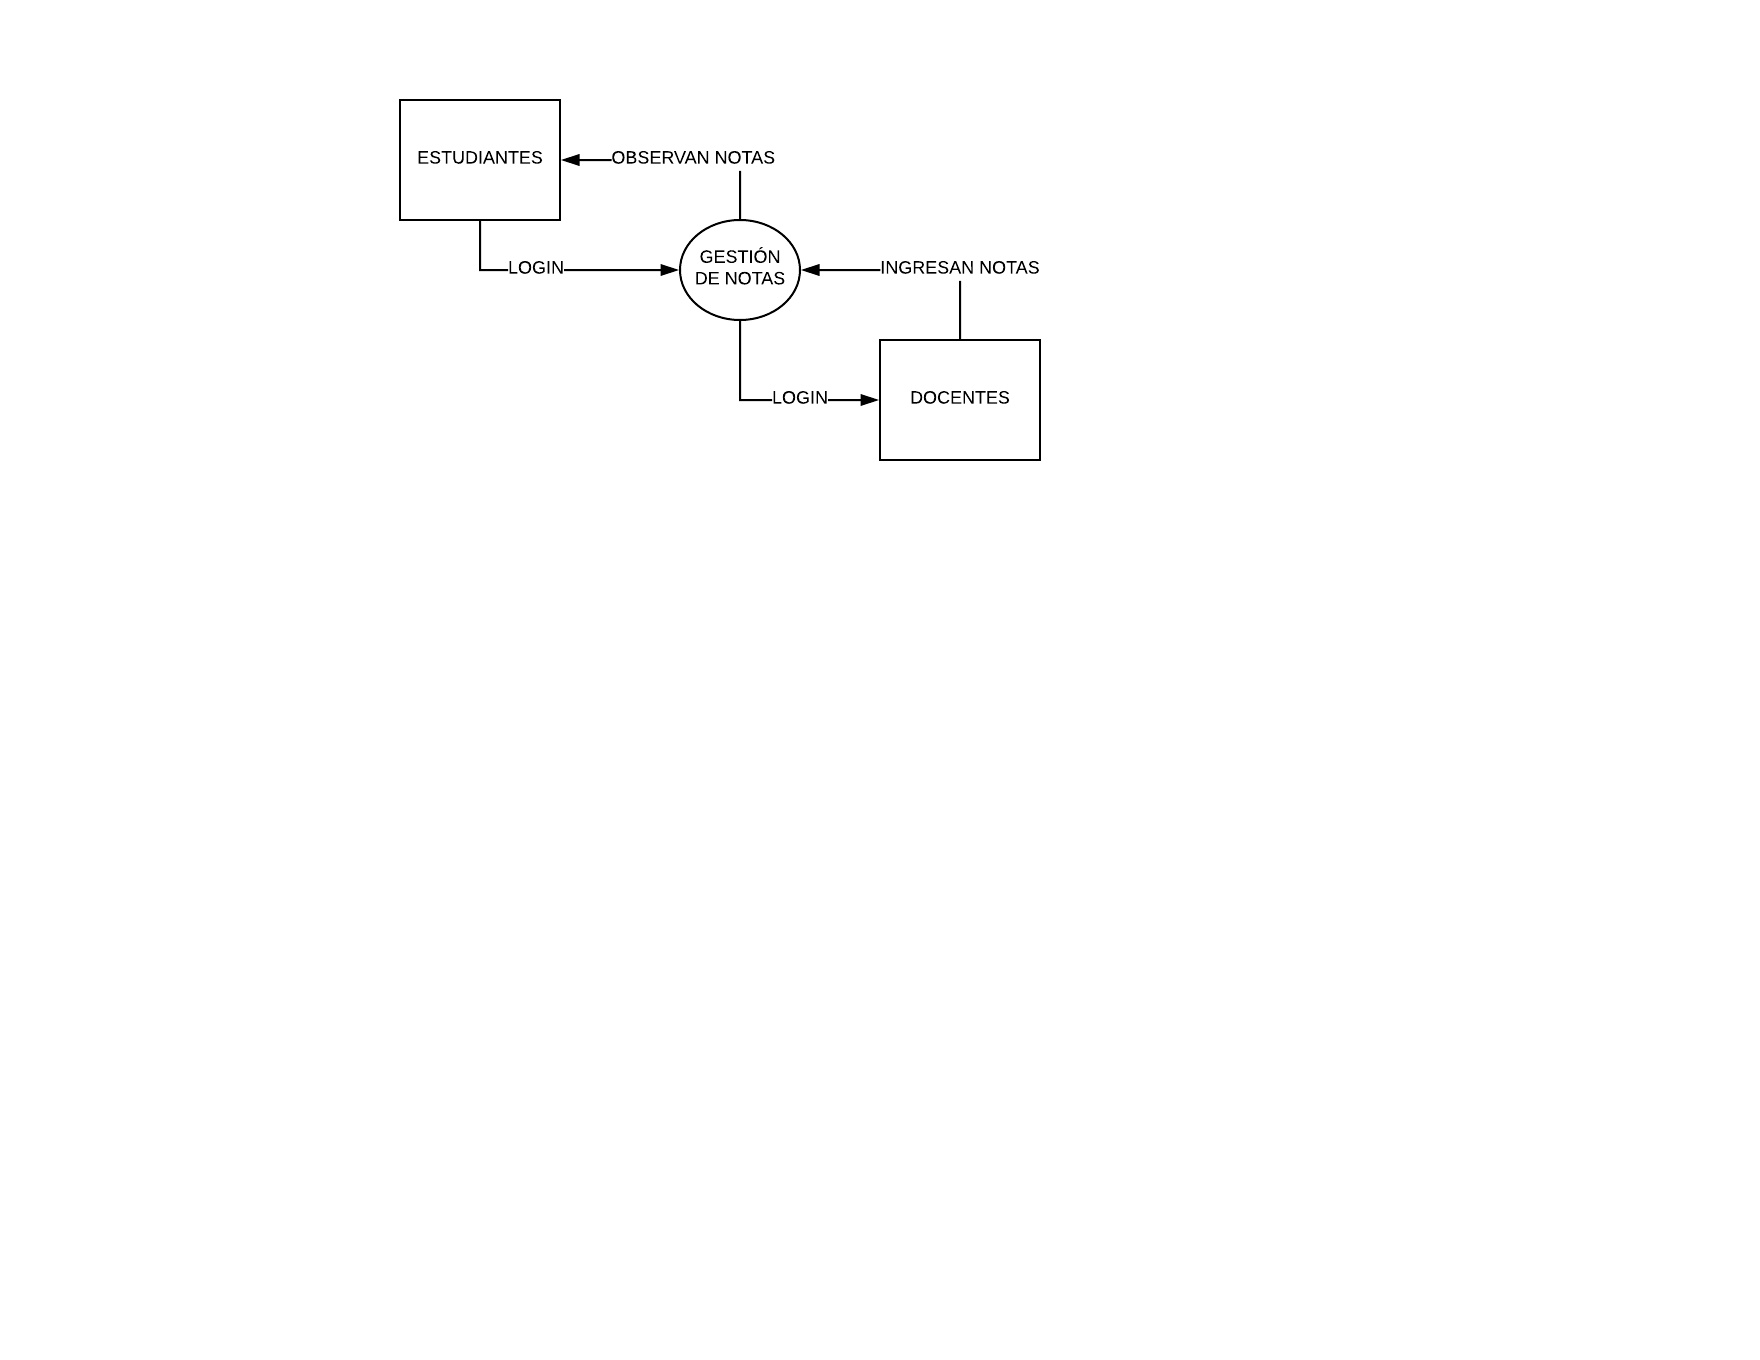 ESTUDIANTES
OBSERVAN NOTAS
LOGIN
GESTIÓN
DE NOTAS
INGRESAN NOTAS
LOGIN
DOCENTES